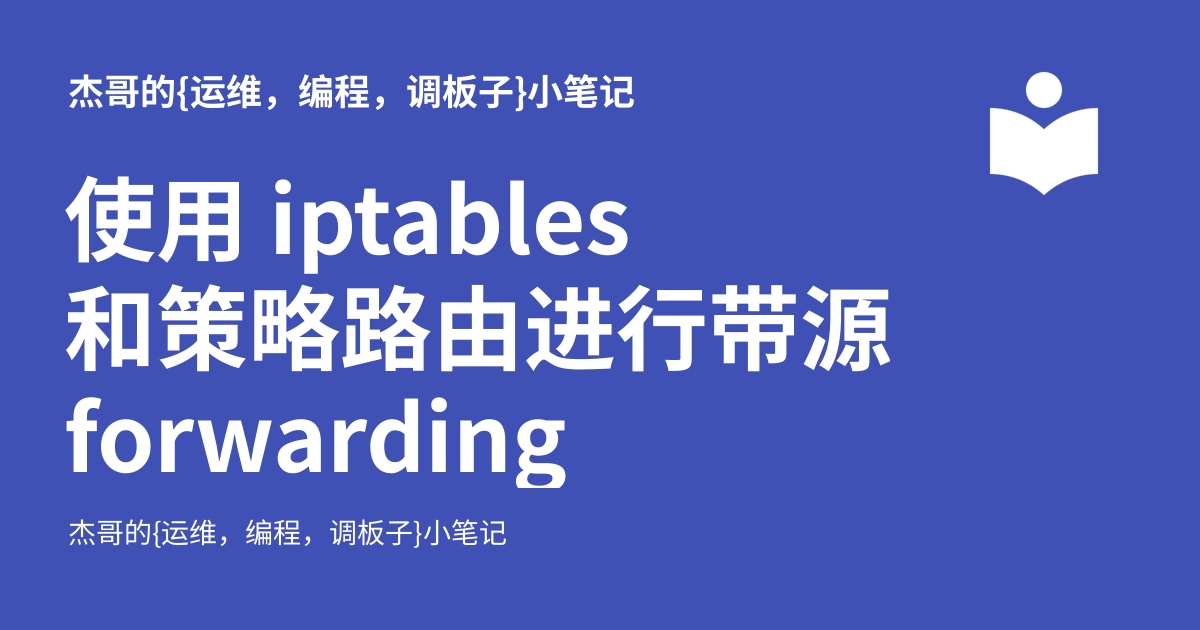 杰哥的{运维，编程，调板子}小笔记
使用 iptables
和策略路由进行带源
forwarding
杰哥的{运维，编程，调板子}小笔记